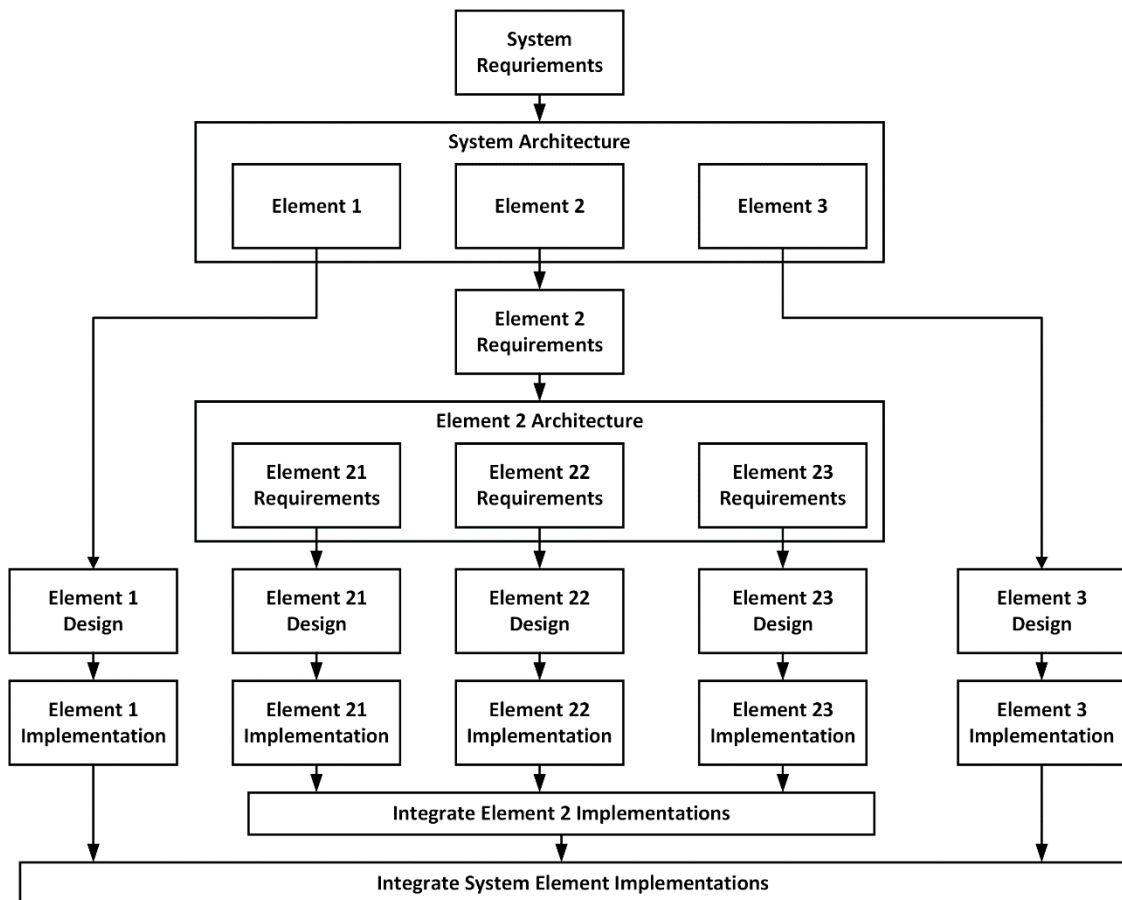 System
Requriements
System Architecture
Element 1
Element 2
Element 3
Element 2
Requirements
Element 2 Architecture
Element 21
Requirements
Element 22
Requirements
Element 23
Requirements
Element 1
Design
Element 21
Design
Element 22
Design
Element 23
Design
Element 3
Design
Element 1
Implementation
Element 21
Implementation
Element 22
Implementation
Element 23
Implementation
Element 3
Implementation
Integrate Element 2 Implementations
Integrate System Element Implementations